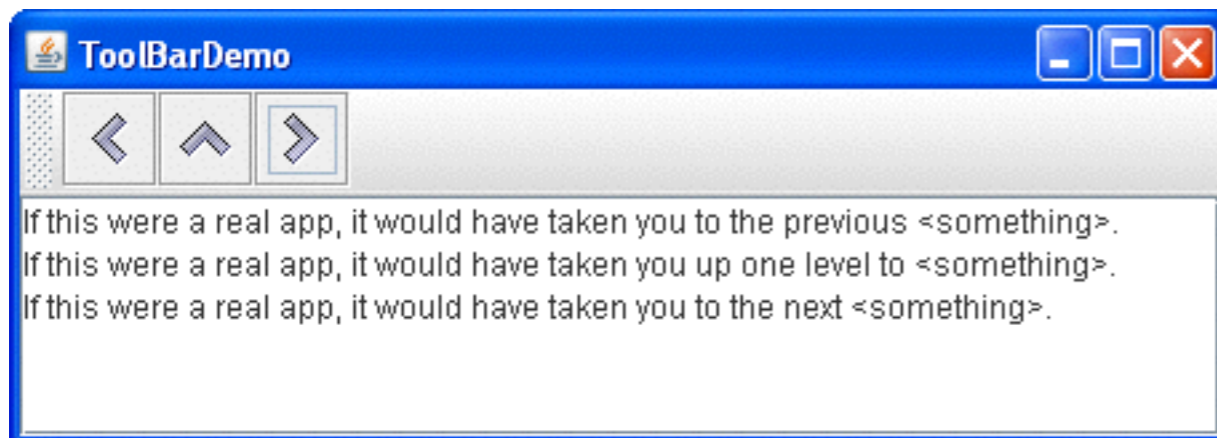 ToolBarDemo
If this were a real app, it would have taken you to the previous <something>.
If this were a real app, it would have taken you up one level to <something>.
If this were a real app, it would have taken you to the next <something>.